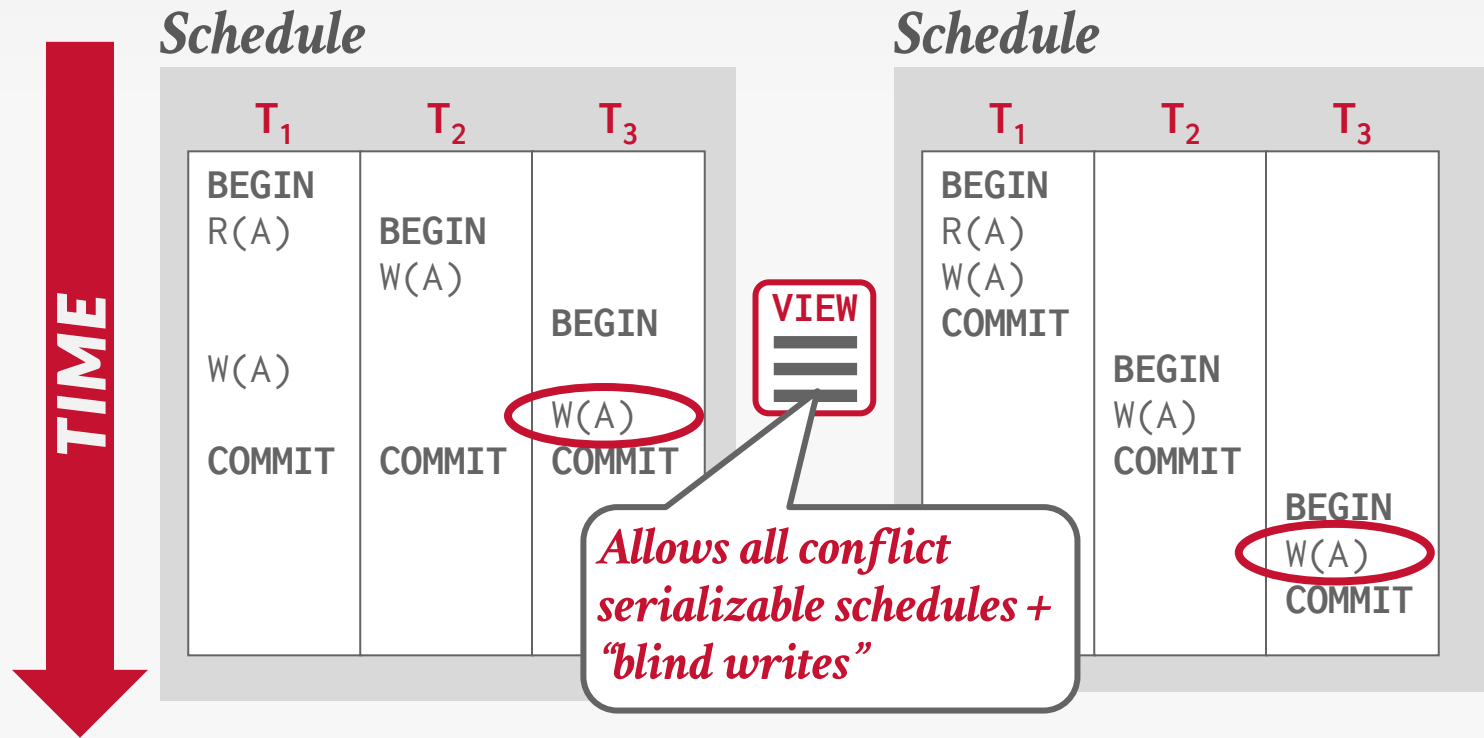 Schedule
Schedule
TIME
T₁ T₂ T₃
BEGIN
R(A) BEGIN
W(A)
BEGIN
W(A)
W(A)
COMMIT COMMIT COMMIT
VIEW
Allows all conflict
serializable schedules +
“blind writes”
T₁ T₂ T₃
BEGIN
R(A)
W(A)
COMMIT
BEGIN
W(A)
COMMIT
BEGIN
W(A)
COMMIT